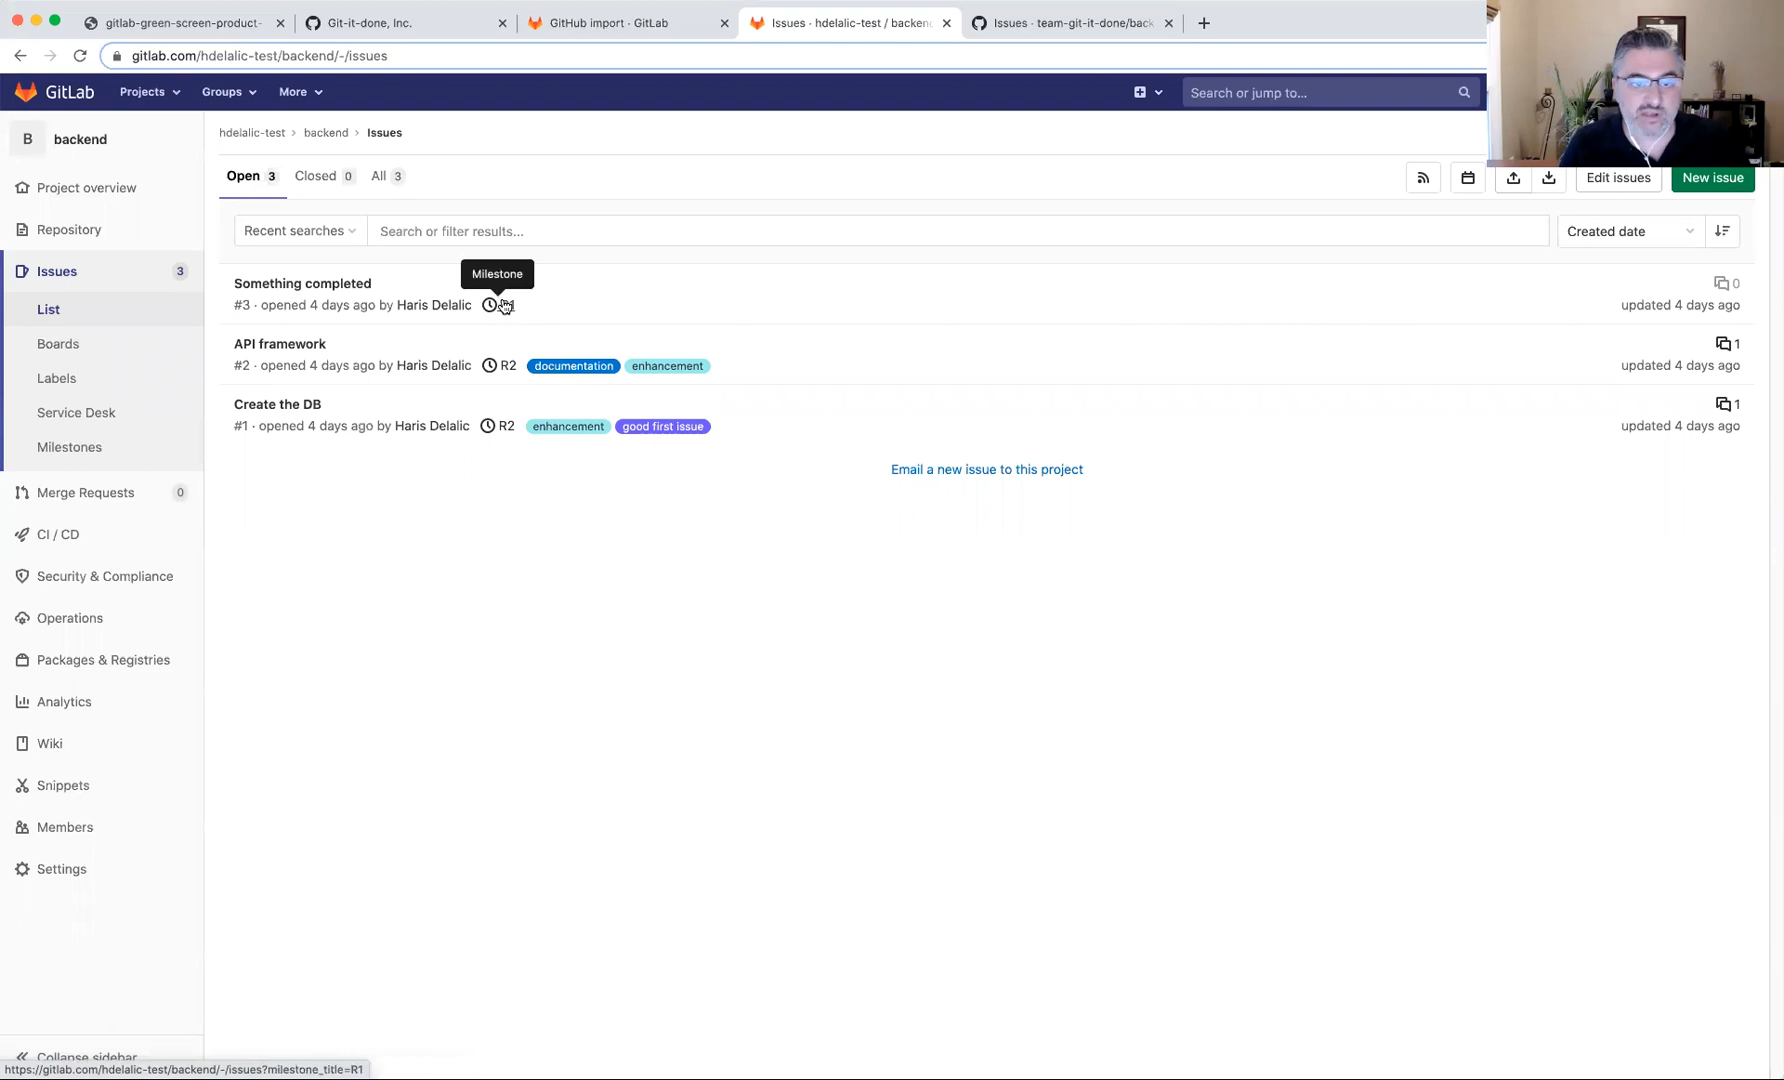 gitlab-green-screen-product-
Git-it-done, Inc.
GitHub import · GitLab
Issues · hdelalic-test / backend
Issues · team-git-it-done/back
gitlab.com/hdelalic-test/backend/-/issues
GitLab
Projects
Groups
More
Search or jump to...
B
backend
Project overview
Repository
Issues
3
List
Boards
Labels
Service Desk
Milestones
Merge Requests
0
CI / CD
Security & Compliance
Operations
Packages & Registries
Analytics
Wiki
Snippets
Members
Settings
Collapse sidebar
hdelalic-test › backend › Issues
Open 3
Closed 0
All 3
Edit issues
New issue
Recent searches
Search or filter results...
Created date
Milestone
Something completed
0
#3 · opened 4 days ago by Haris Delalic
updated 4 days ago
API framework
1
#2 · opened 4 days ago by Haris Delalic R2 documentation enhancement
updated 4 days ago
Create the DB
1
#1 · opened 4 days ago by Haris Delalic R2 enhancement good first issue
updated 4 days ago
Email a new issue to this project
https://gitlab.com/hdelalic-test/backend/-/issues?milestone_title=R1